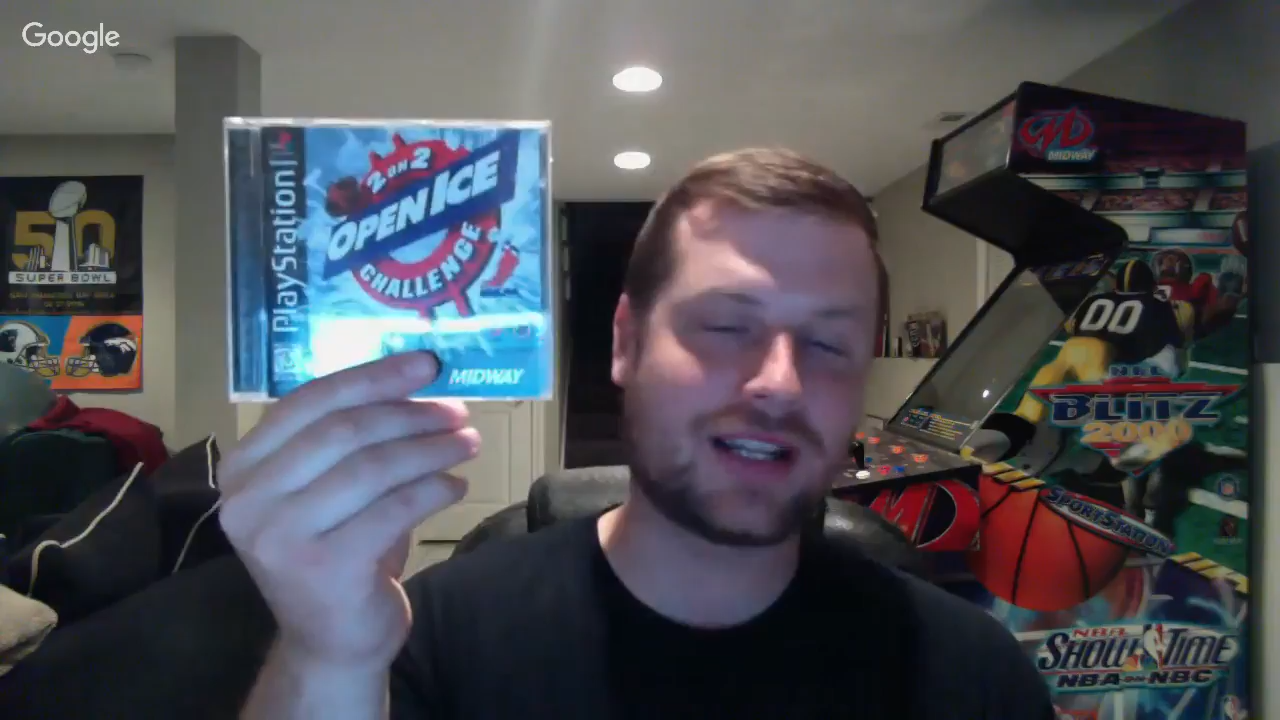 Google
PlayStation
2 ON 2
OPEN ICE
CHALLENGE
MIDWAY
50
SUPER BOWL
MIDWAY
00
NFL
BLITZ
2000
SPORTSTATION
NBA
SHOWTIME
NBA ON NBC